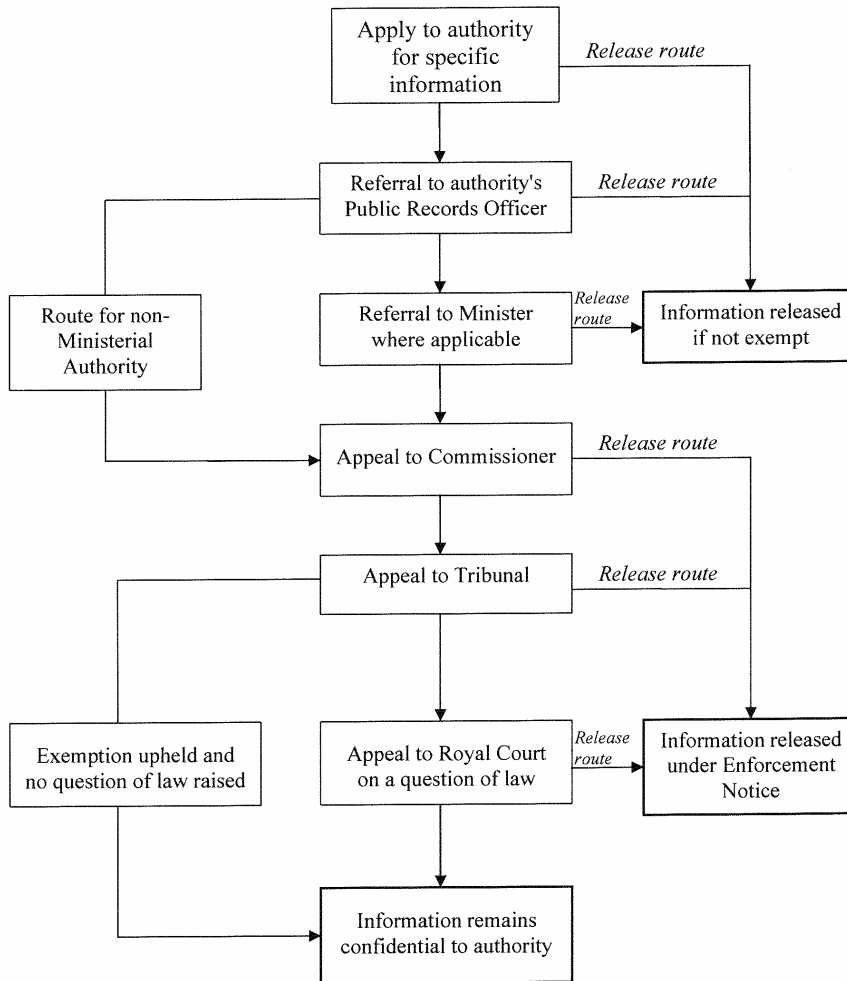 Apply to authority
for specific
information
Release route
Referral to authority's
Public Records Officer
Release route
Route for non-
Ministerial
Authority
Referral to Minister
where applicable
Release
route
Information released
if not exempt
Appeal to Commissioner
Release route
Appeal to Tribunal
Release route
Exemption upheld and
no question of law raised
Appeal to Royal Court
on a question of law
Release
route
Information released
under Enforcement
Notice
Information remains
confidential to authority